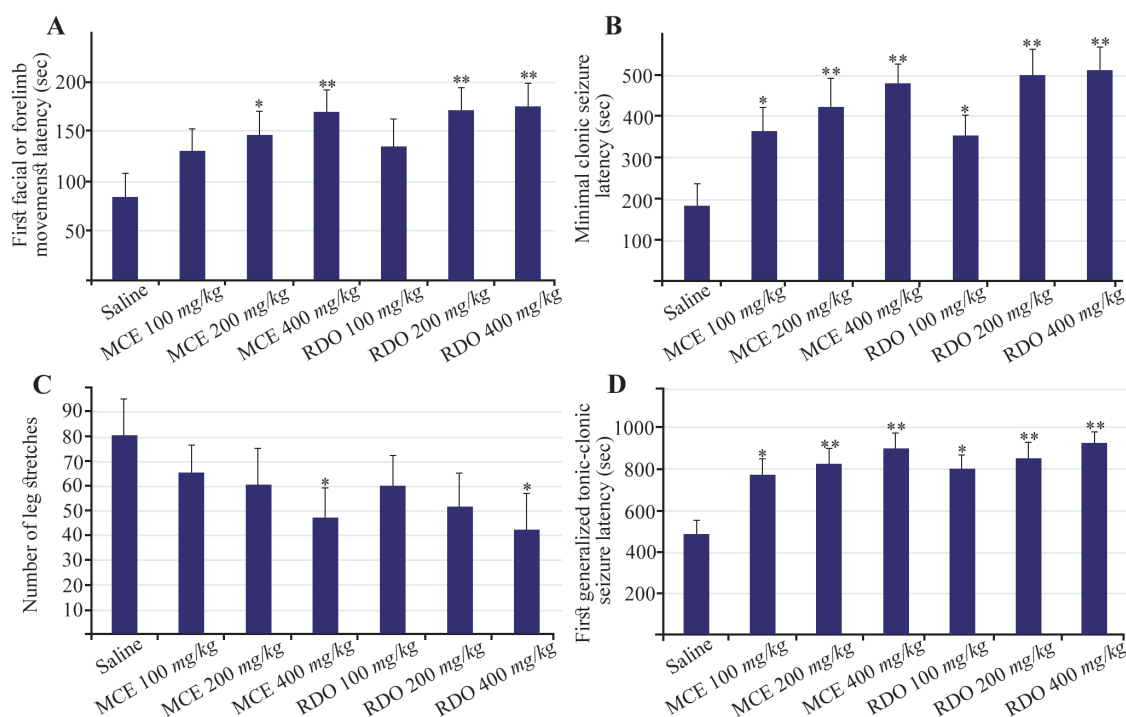 A
First facial or forelimb
movemenst latency (sec)
200
150
100
50
*
**
**
**
Saline
MCE 100 mg/kg
MCE 200 mg/kg
MCE 400 mg/kg
RDO 100 mg/kg
RDO 200 mg/kg
RDO 400 mg/kg
B
Minimal clonic seizure
latency (sec)
500
400
300
200
100
*
**
**
*
**
**
Saline
MCE 100 mg/kg
MCE 200 mg/kg
MCE 400 mg/kg
RDO 100 mg/kg
RDO 200 mg/kg
RDO 400 mg/kg
C
Number of leg stretches
90
80
70
60
50
40
30
20
10
*
*
Saline
MCE 100 mg/kg
MCE 200 mg/kg
MCE 400 mg/kg
RDO 100 mg/kg
RDO 200 mg/kg
RDO 400 mg/kg
D
First generalized tonic-clonic
seizure latency (sec)
1000
800
600
400
200
*
**
**
*
**
**
Saline
MCE 100 mg/kg
MCE 200 mg/kg
MCE 400 mg/kg
RDO 100 mg/kg
RDO 200 mg/kg
RDO 400 mg/kg